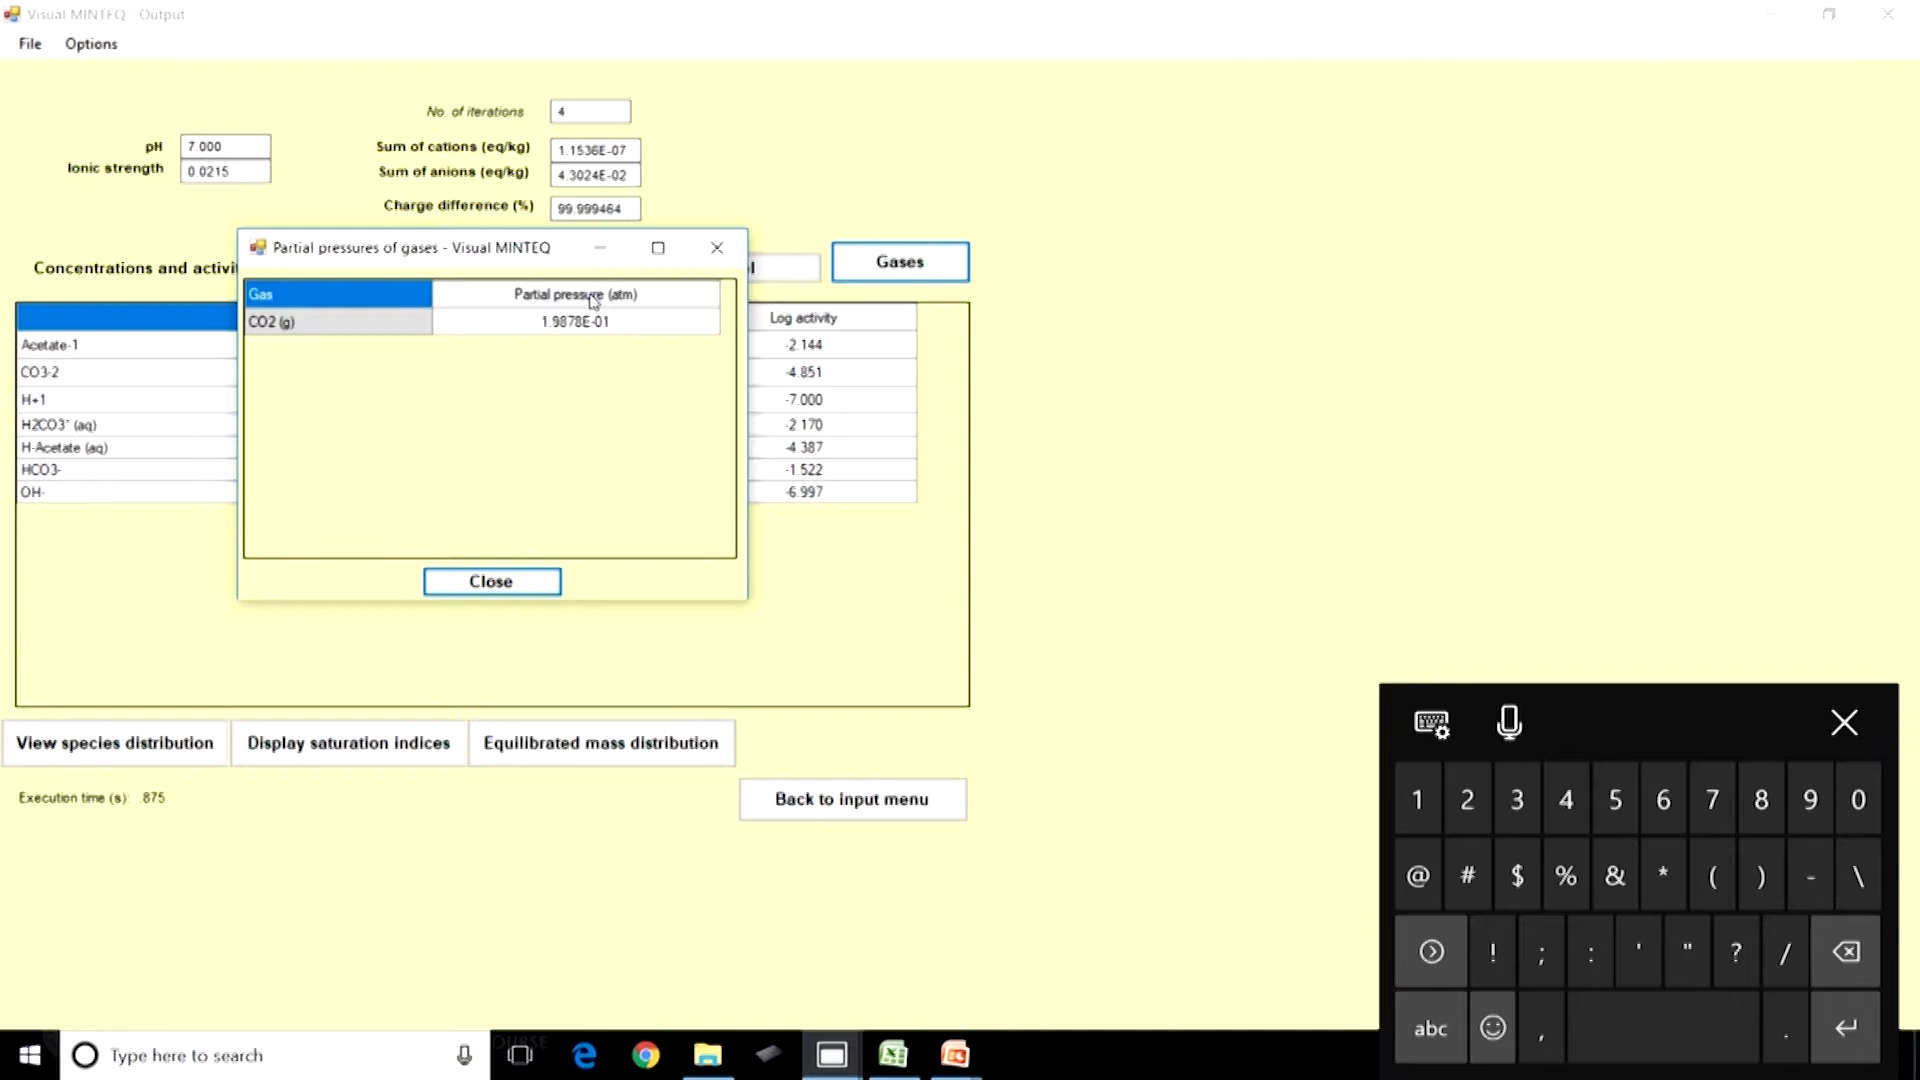 Visual MINTEQ - Output
File Options
No. of iterations 4
pH 7.000 Sum of cations (eq/kg) 1.1536E-07
Ionic strength 0.0215 Sum of anions (eq/kg) 4.3024E-02
Charge difference (%) 99.999464
Partial pressures of gases - Visual MINTEQ
Concentrations and activi
Gases
Gas Partial pressure (atm)
CO2 (g) 1.9878E-01
Log activity
Acetate-1 -2.144
CO3-2 -4.851
H+1 -7.000
H2CO3* (aq) -2.170
H-Acetate (aq) -4.387
HCO3- -1.522
OH- -6.997
Close
View species distribution Display saturation indices Equilibrated mass distribution
Execution time (s): .875
Back to input menu
1 2 3 4 5 6 7 8 9 0
@ # $ % & * ( ) - \
! ; : ' " ? /
abc , .
Type here to search